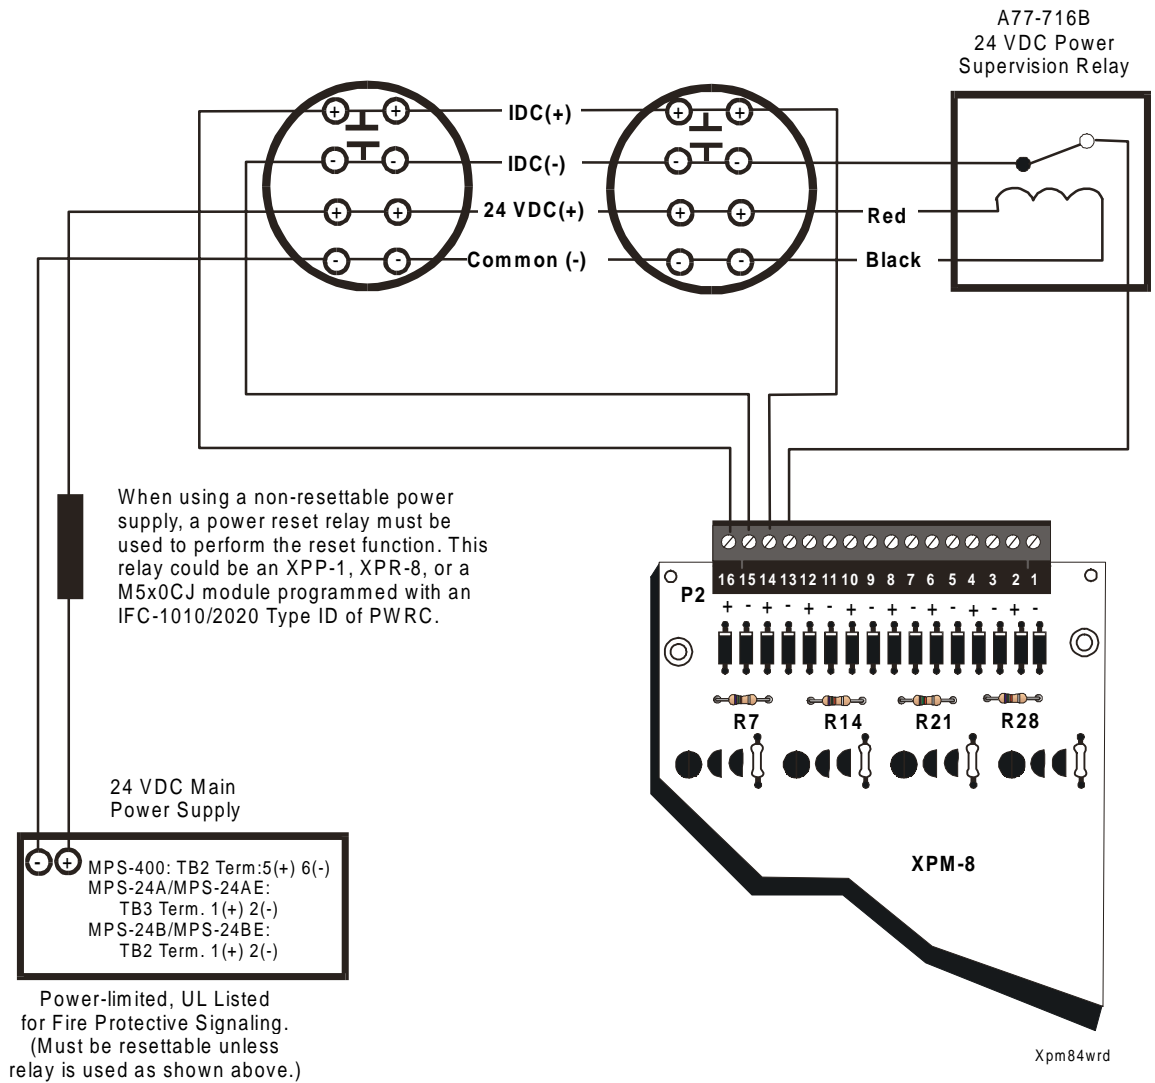 A77-716B
24 VDC Power
Supervision Relay
+ + IDC(+) + +
- - IDC(-) - -
+ + 24 VDC(+) + + Red
- - Common (-) - - Black
When using a non-resettable power
supply, a power reset relay must be
used to perform the reset function. This
relay could be an XPP-1, XPR-8, or a
M5x0CJ module programmed with an
IFC-1010/2020 Type ID of PWRC.
P2
16 15 14 13 12 11 10 9 8 7 6 5 4 3 2 1
+ - + - + - + - + - + - + - + -
R7 R14 R21 R28
24 VDC Main
Power Supply
- +
MPS-400: TB2 Term:5(+) 6(-)
MPS-24A/MPS-24AE:
TB3 Term. 1(+) 2(-)
MPS-24B/MPS-24BE:
TB2 Term. 1(+) 2(-)
XPM-8
Power-limited, UL Listed
for Fire Protective Signaling.
(Must be resettable unless
relay is used as shown above.)
Xpm84wrd